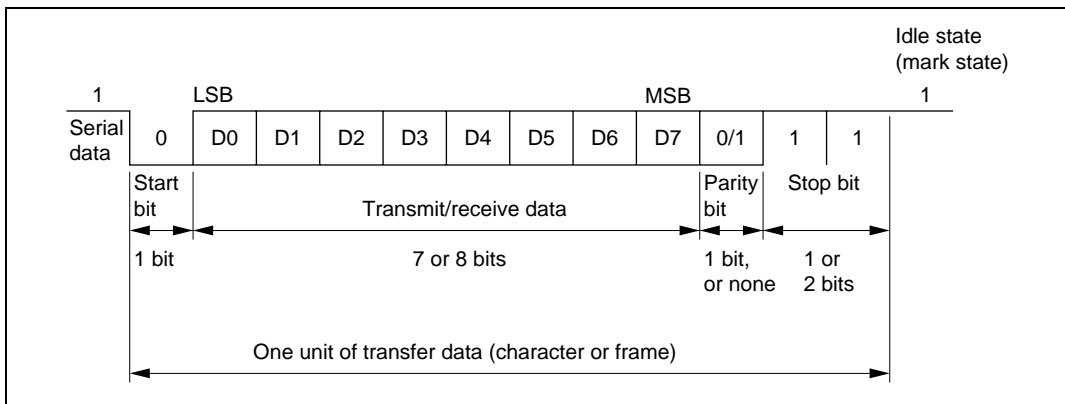 Idle state
(mark state)
1 LSB MSB 1
Serial
data
0 D0 D1 D2 D3 D4 D5 D6 D7 0/1 1 1
Start
bit
Transmit/receive data
Parity
bit
Stop bit
1 bit
7 or 8 bits
1 bit,
or none
1 or
2 bits
One unit of transfer data (character or frame)